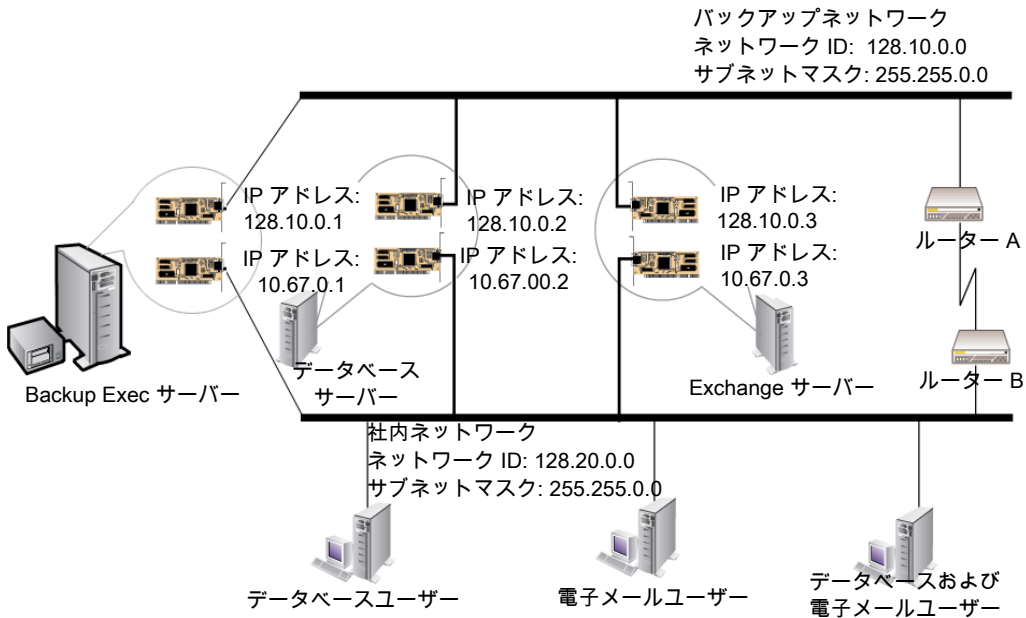 バックアップネットワーク
ネットワーク ID: 128.10.0.0
サブネットマスク: 255.255.0.0
IP アドレス:
128.10.0.1
IP アドレス:
128.10.0.2
IP アドレス:
128.10.0.3
ルーター A
IP アドレス:
10.67.0.1
IP アドレス:
10.67.00.2
IP アドレス:
10.67.0.3
Backup Exec サーバー
データベース
サーバー
Exchange サーバー
ルーター B
社内ネットワーク
ネットワーク ID: 128.20.0.0
サブネットマスク: 255.255.0.0
データベースユーザー
電子メールユーザー
データベースおよび
電子メールユーザー